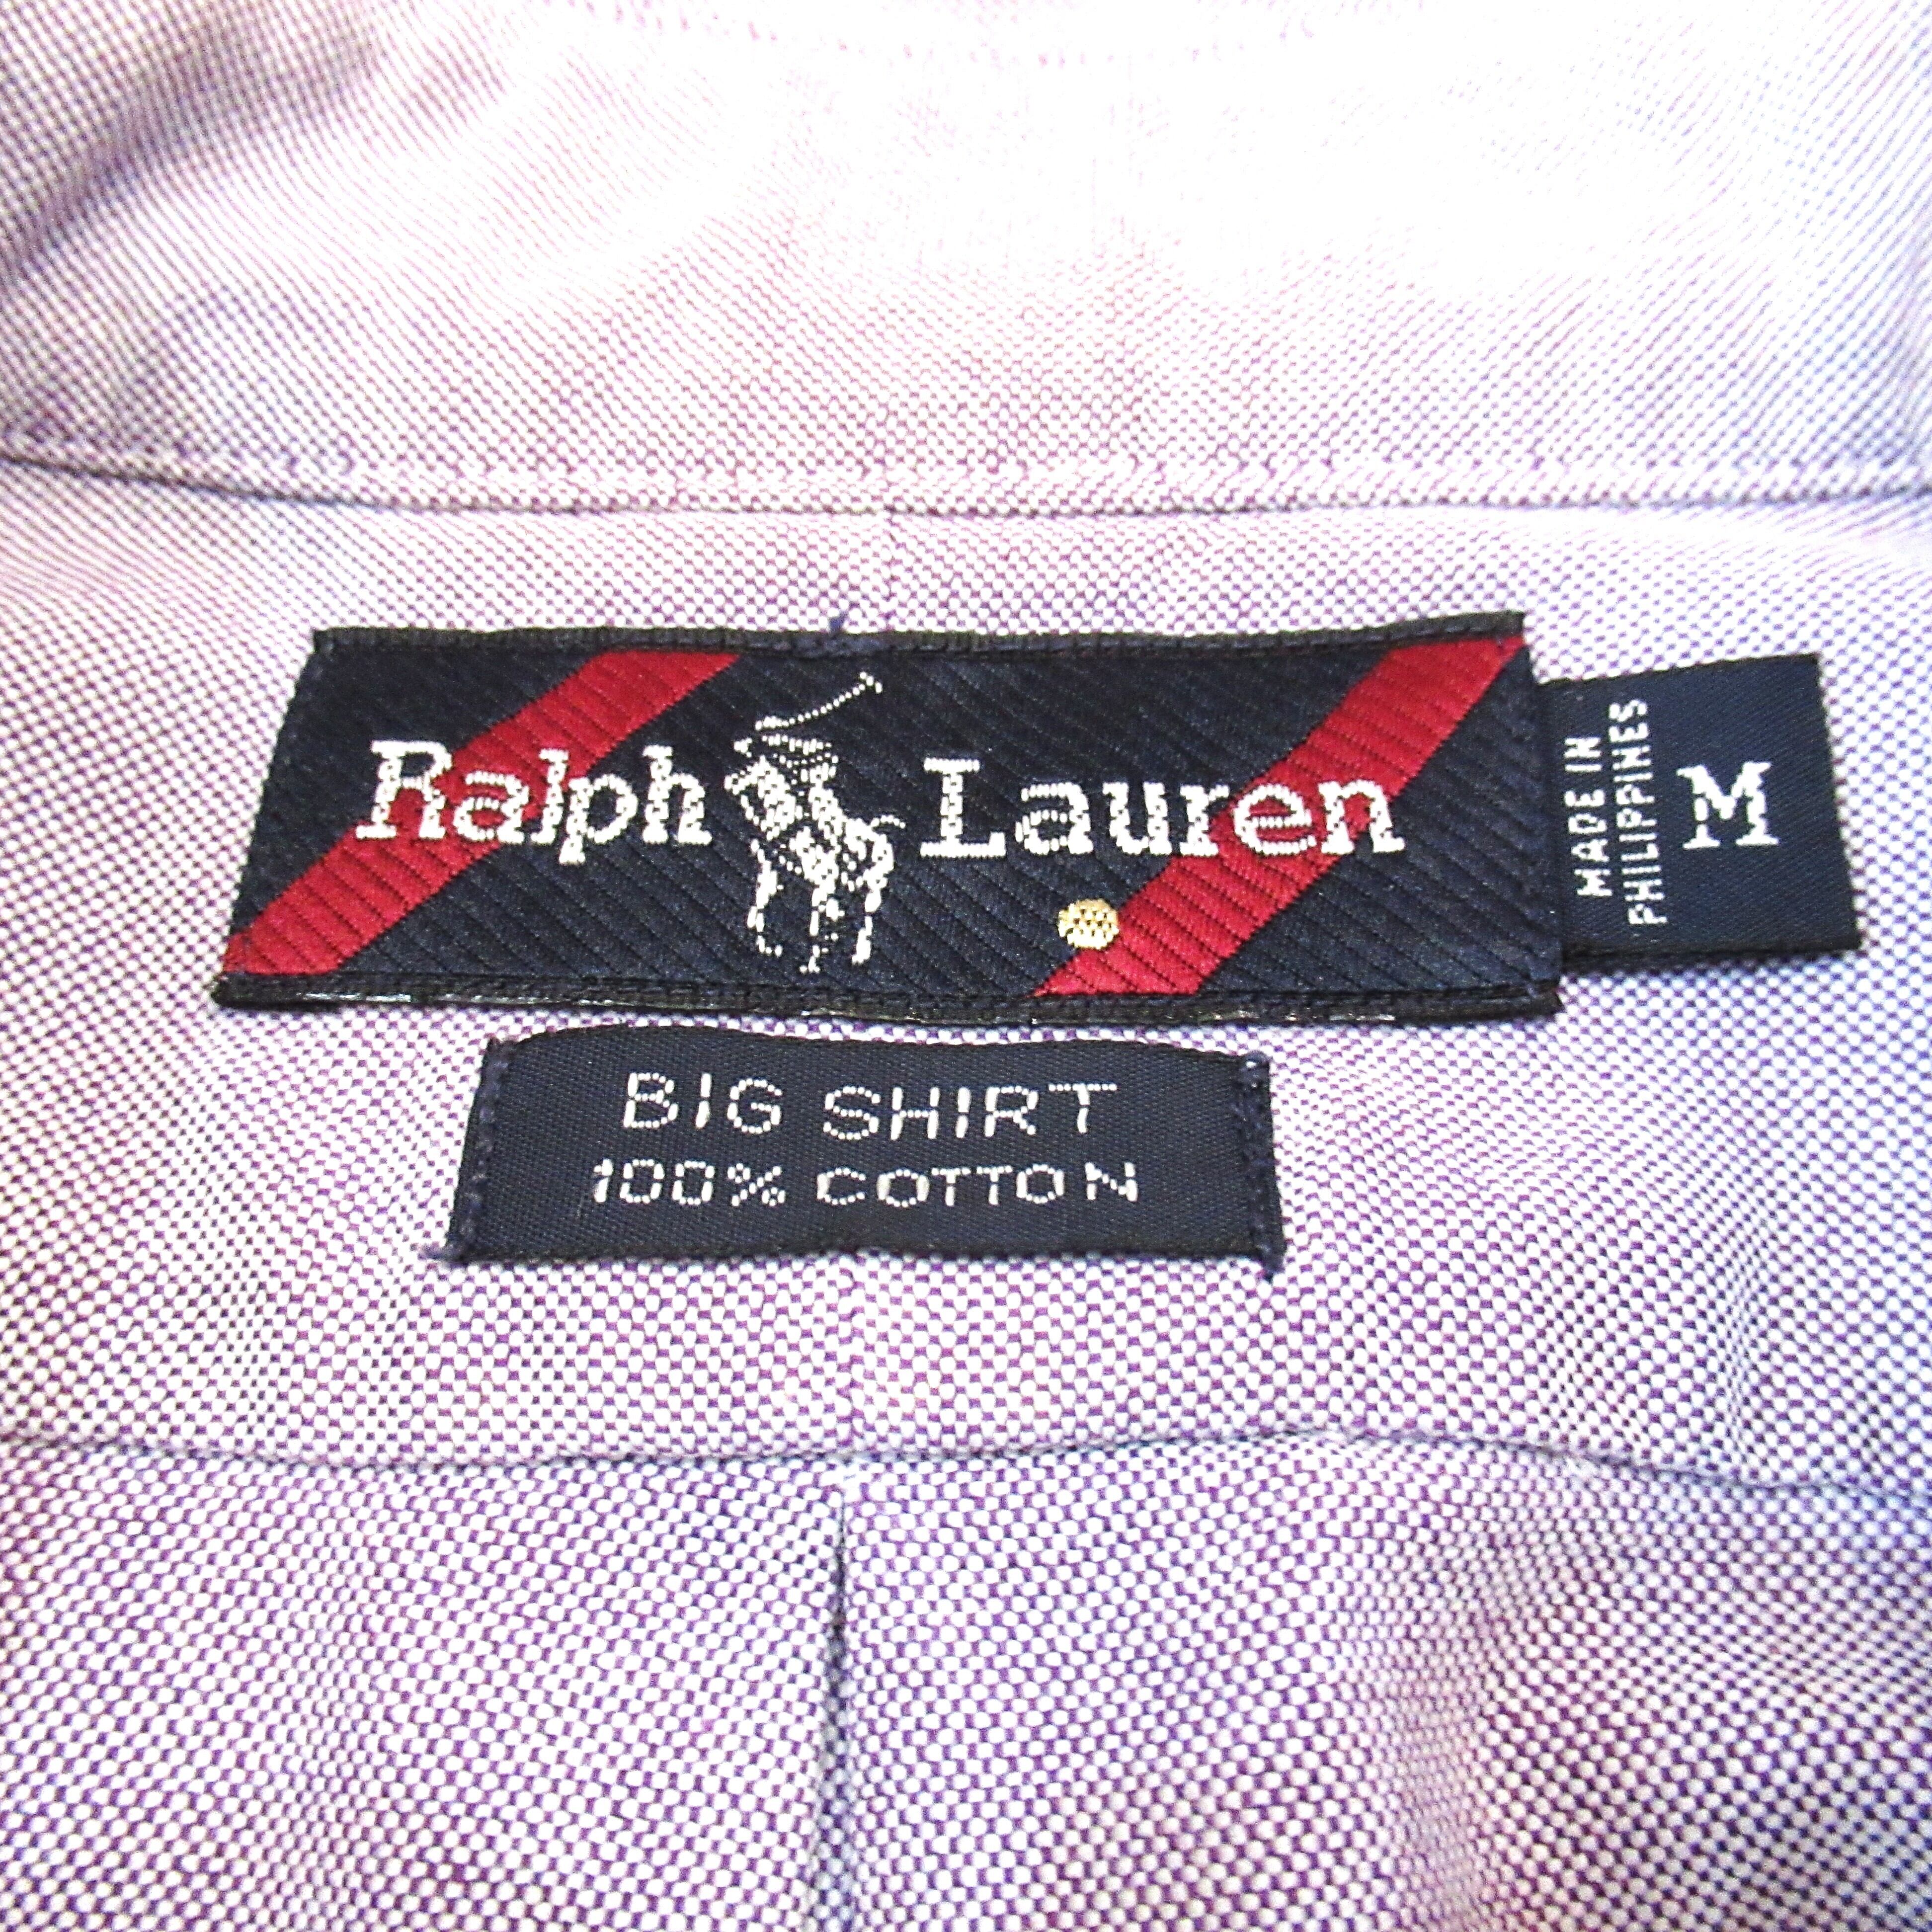 Ralph Lauren
MADE IN
PHILIPPINES
M
BIG SHIRT
100% COTTON